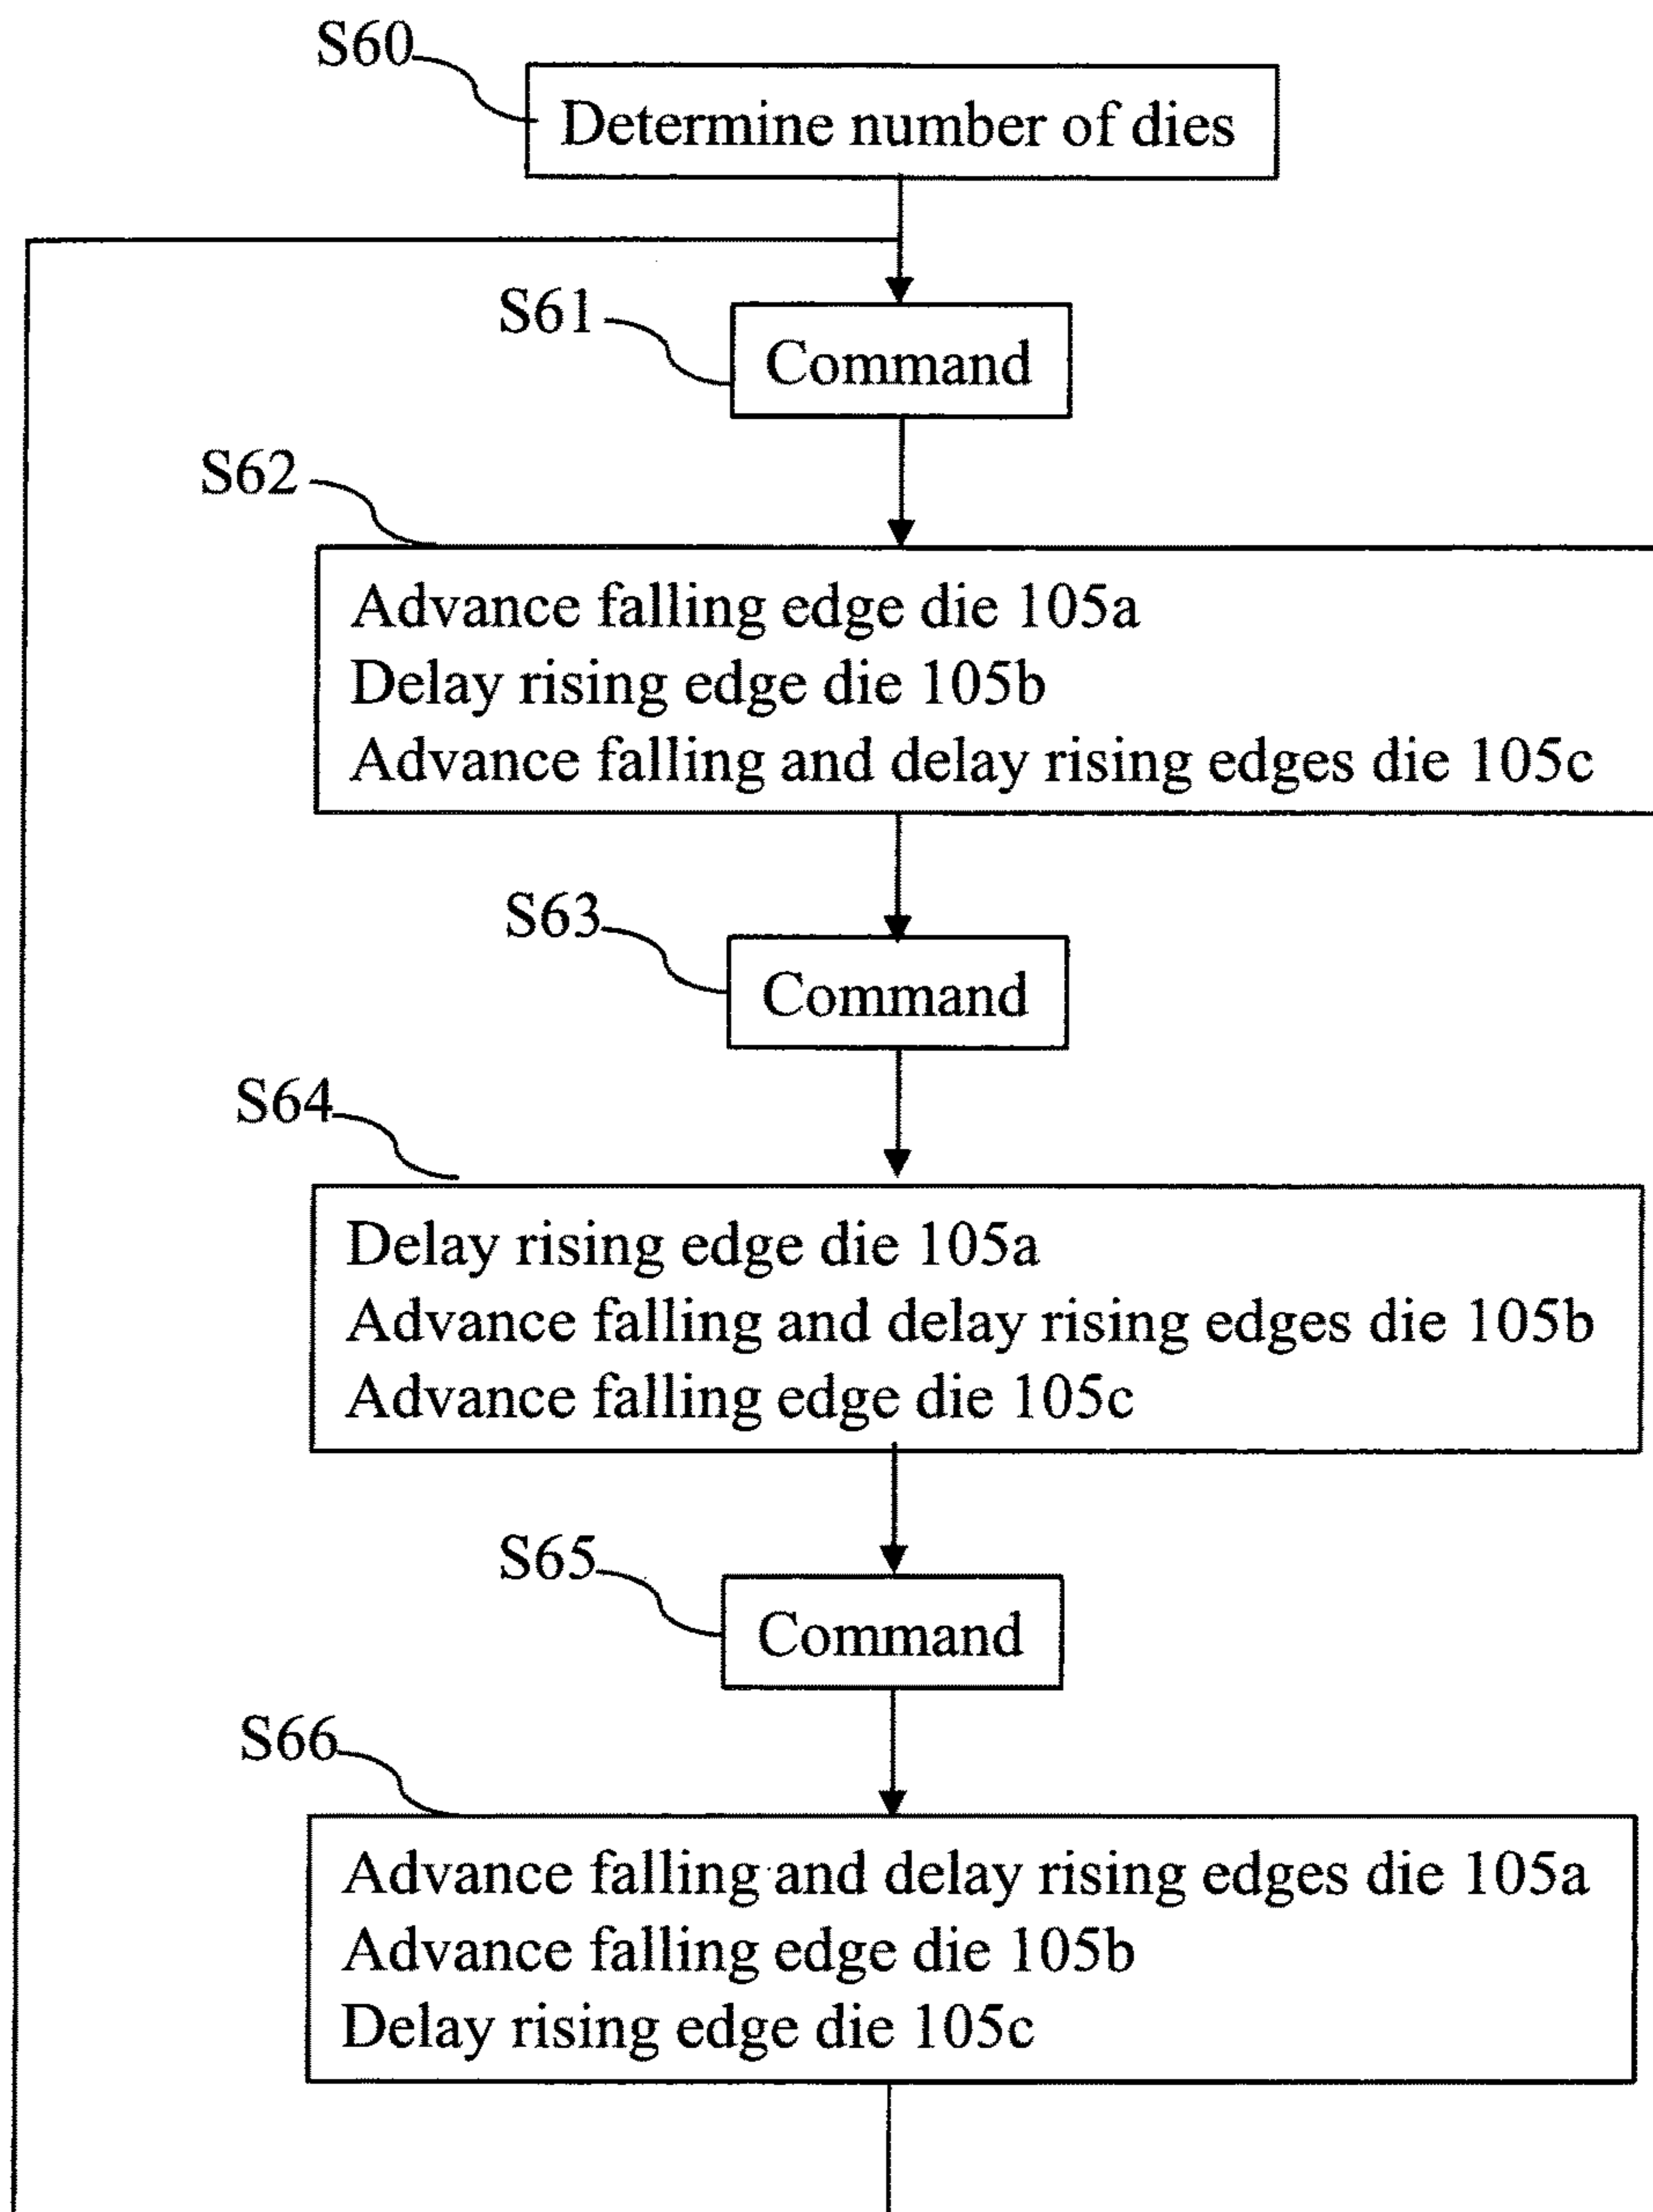 S60
Determine number of dies
S61
Command
S62
Advance falling edge die 105a
Delay rising edge die 105b
Advance falling and delay rising edges die 105c
S63
Command
S64
Delay rising edge die 105a
Advance falling and delay rising edges die 105b
Advance falling edge die 105c
S65
Command
S66
Advance falling and delay rising edges die 105a
Advance falling edge die 105b
Delay rising edge die 105c